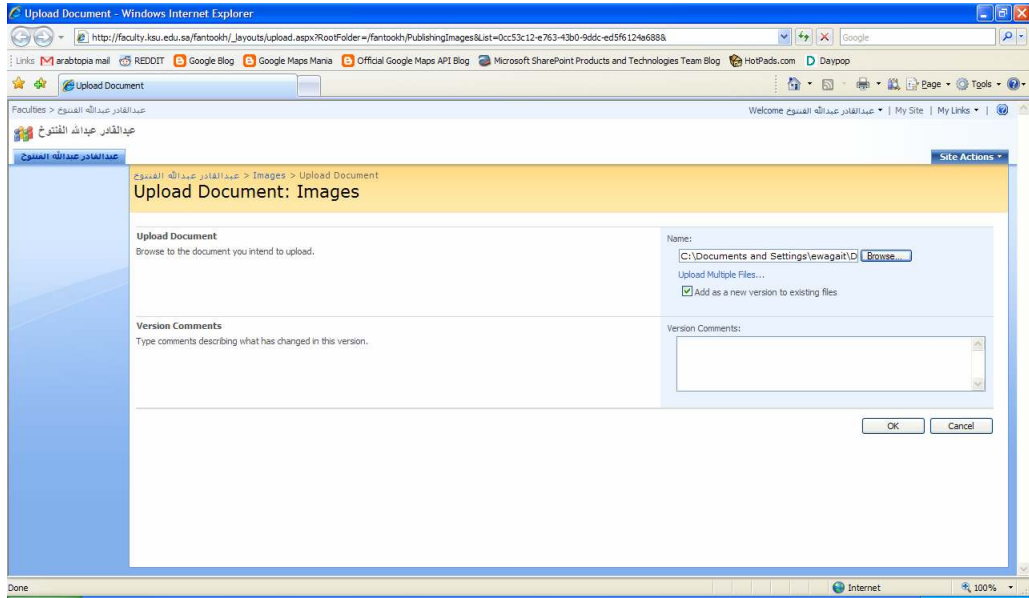 Upload Document - Windows Internet Explorer
http://faculty.ksu.edu.sa/fantookh/_layouts/upload.aspx?RootFolder=/fantookh/PublishingImages&List=0cc53c12-e763-43b0-9ddc-ed5f6124a688&
Google
Links arabtopia mail REDDIT Google Blog Google Maps Mania Official Google Maps API Blog Microsoft SharePoint Products and Technologies Team Blog HotPads.com Daypop
Upload Document
Page Tools
Faculties > عبدالقادر عبدالله الفنتوخ
Welcome عبدالقادر عبدالله الفنتوخ | My Site | My Links |
عبدالقادر عبدالله الفنتوخ
عبدالقادر عبدالله الفنتوخ
Site Actions
عبدالقادر عبدالله الفنتوخ > Images > Upload Document
Upload Document: Images
Upload Document
Browse to the document you intend to upload.
Name:
C:\Documents and Settings\ewagait\D Browse...
Upload Multiple Files...
Add as a new version to existing files
Version Comments
Type comments describing what has changed in this version.
Version Comments:
OK Cancel
Done
Internet
100%